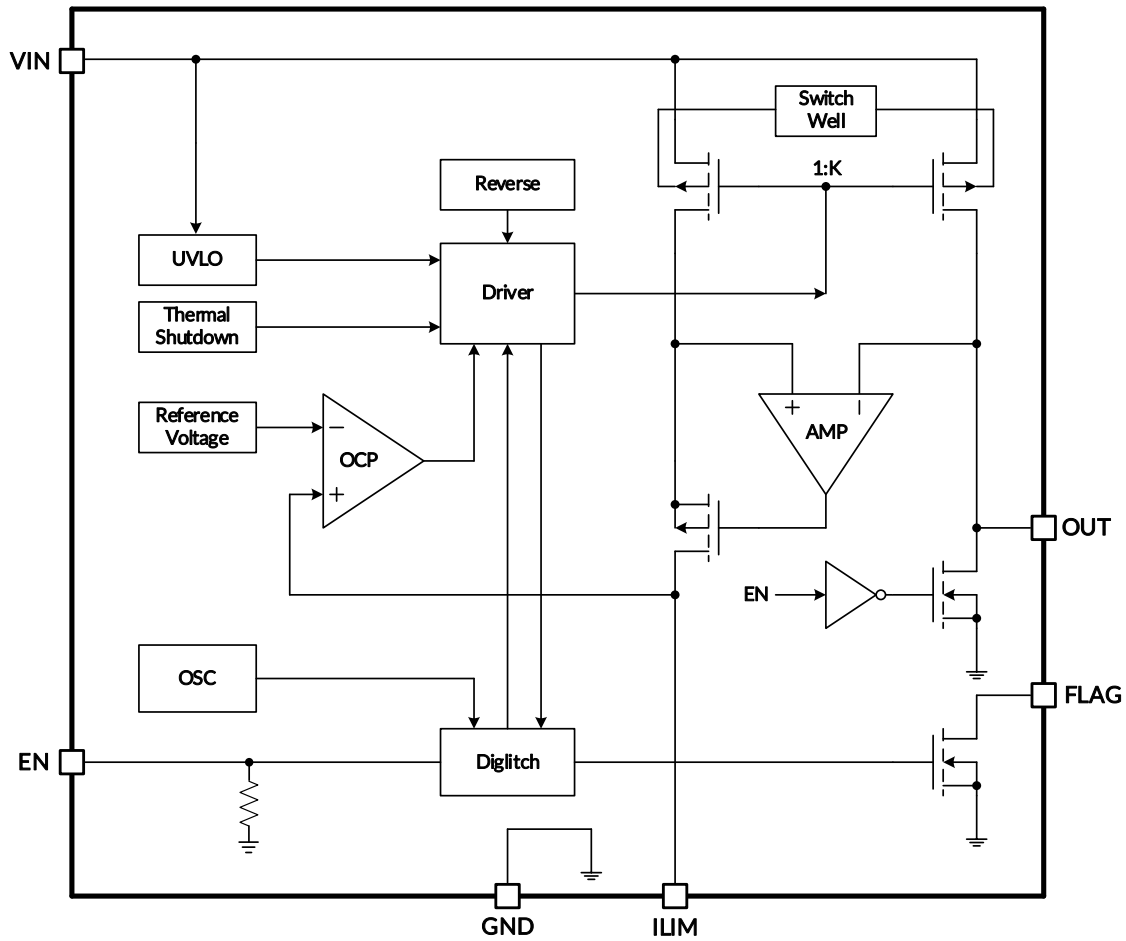 VIN
Switch
Well
1:K
Reverse
UVLO
Driver
Thermal
Shutdown
Reference
Voltage
−
OCP
+
+
−
AMP
OUT
EN
OSC
FLAG
EN
Diglitch
GND
ILIM